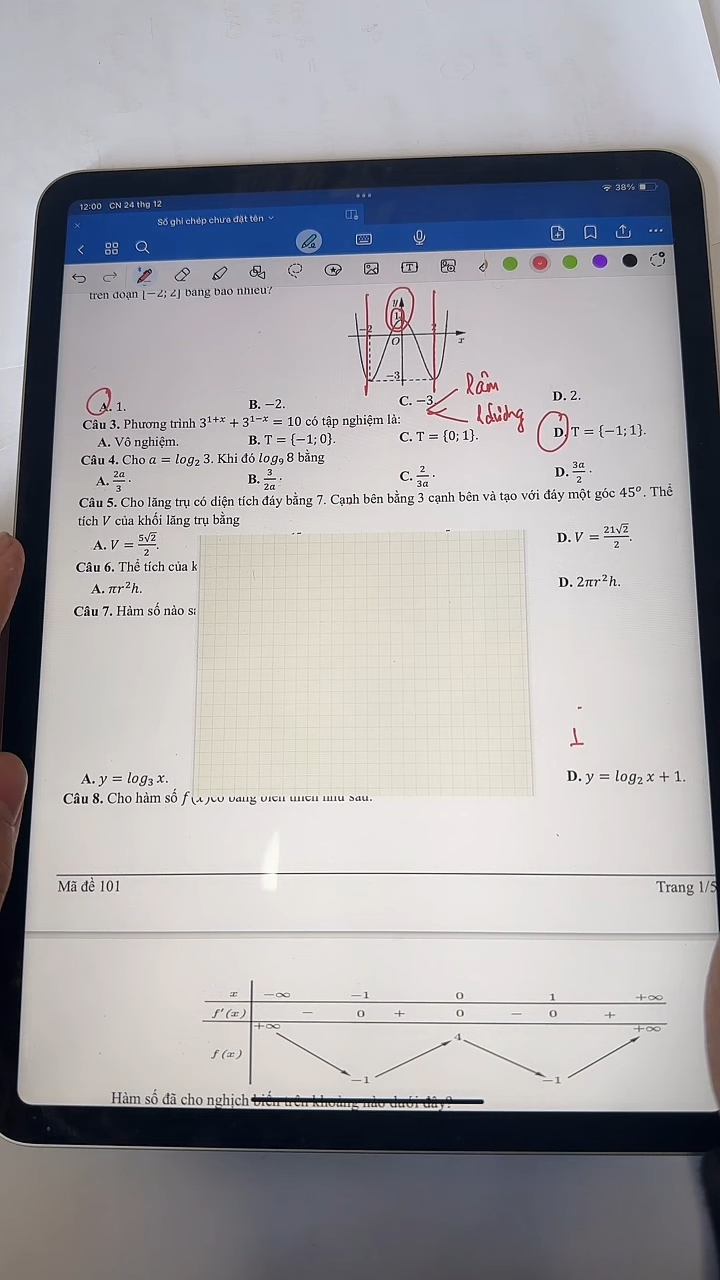 12:00 CN 24 thg 12
38%
Sổ ghi chép chưa đặt tên
trên đoạn [−2; 2] bằng bao nhiêu?
y
1
−2
2
O
x
−3
A. 1.
B. −2.
C. −3
D. 2.
2 âm
2 dương
Câu 3. Phương trình 3^{1+x} + 3^{1−x} = 10 có tập nghiệm là:
A. Vô nghiệm.
B. T = {−1; 0}.
C. T = {0; 1}.
D. T = {−1; 1}.
Câu 4. Cho a = log₂ 3. Khi đó log₉ 8 bằng
A. 2a/3 .
B. 3/2a .
C. 2/3a .
D. 3a/2 .
Câu 5. Cho lăng trụ có diện tích đáy bằng 7. Cạnh bên bằng 3 cạnh bên và tạo với đáy một góc 45°. Thể
tích V của khối lăng trụ bằng
A. V = 5√2/2.
D. V = 21√2/2.
Câu 6. Thể tích của k
A. πr²h.
D. 2πr²h.
Câu 7. Hàm số nào sa
A. y = log₃ x.
D. y = log₂ x + 1.
Câu 8. Cho hàm số f(x)có bảng biến thiên như sau:
Mã đề 101
Trang 1/5
x −∞ −1 0 1 +∞
f′(x) − 0 + 0 − 0 +
f(x) +∞ −1 4 −1 +∞
Hàm số đã cho nghịch biến trên khoảng nào dưới đây?